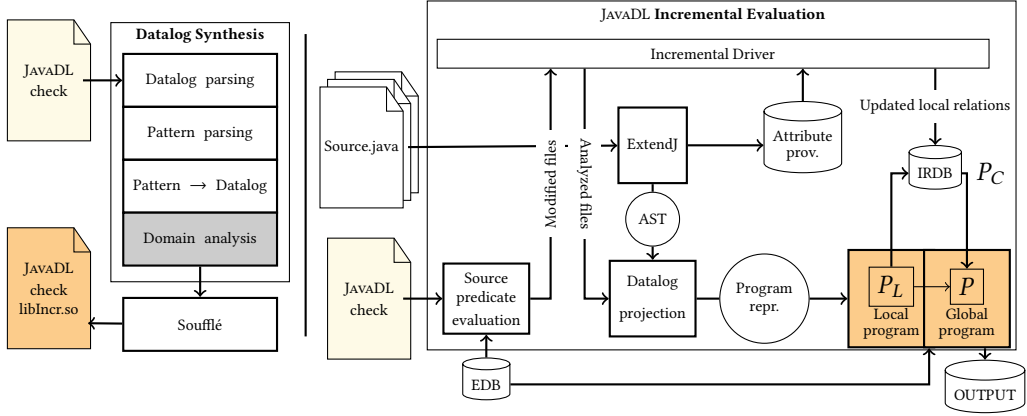 Datalog Synthesis
JAVADL
check
Datalog parsing
Pattern parsing
Pattern → Datalog
Domain analysis
JAVADL
check
libIncr.so
Soufflé
JAVADL Incremental Evaluation
Incremental Driver
Source.java
Modified files
Analyzed files
ExtendJ
Attribute
prov.
Updated local relations
IRDB
P_C
AST
JAVADL
check
Source
predicate
evaluation
Datalog
projection
Program
repr.
P_L
P
Local
program
Global
program
EDB
OUTPUT